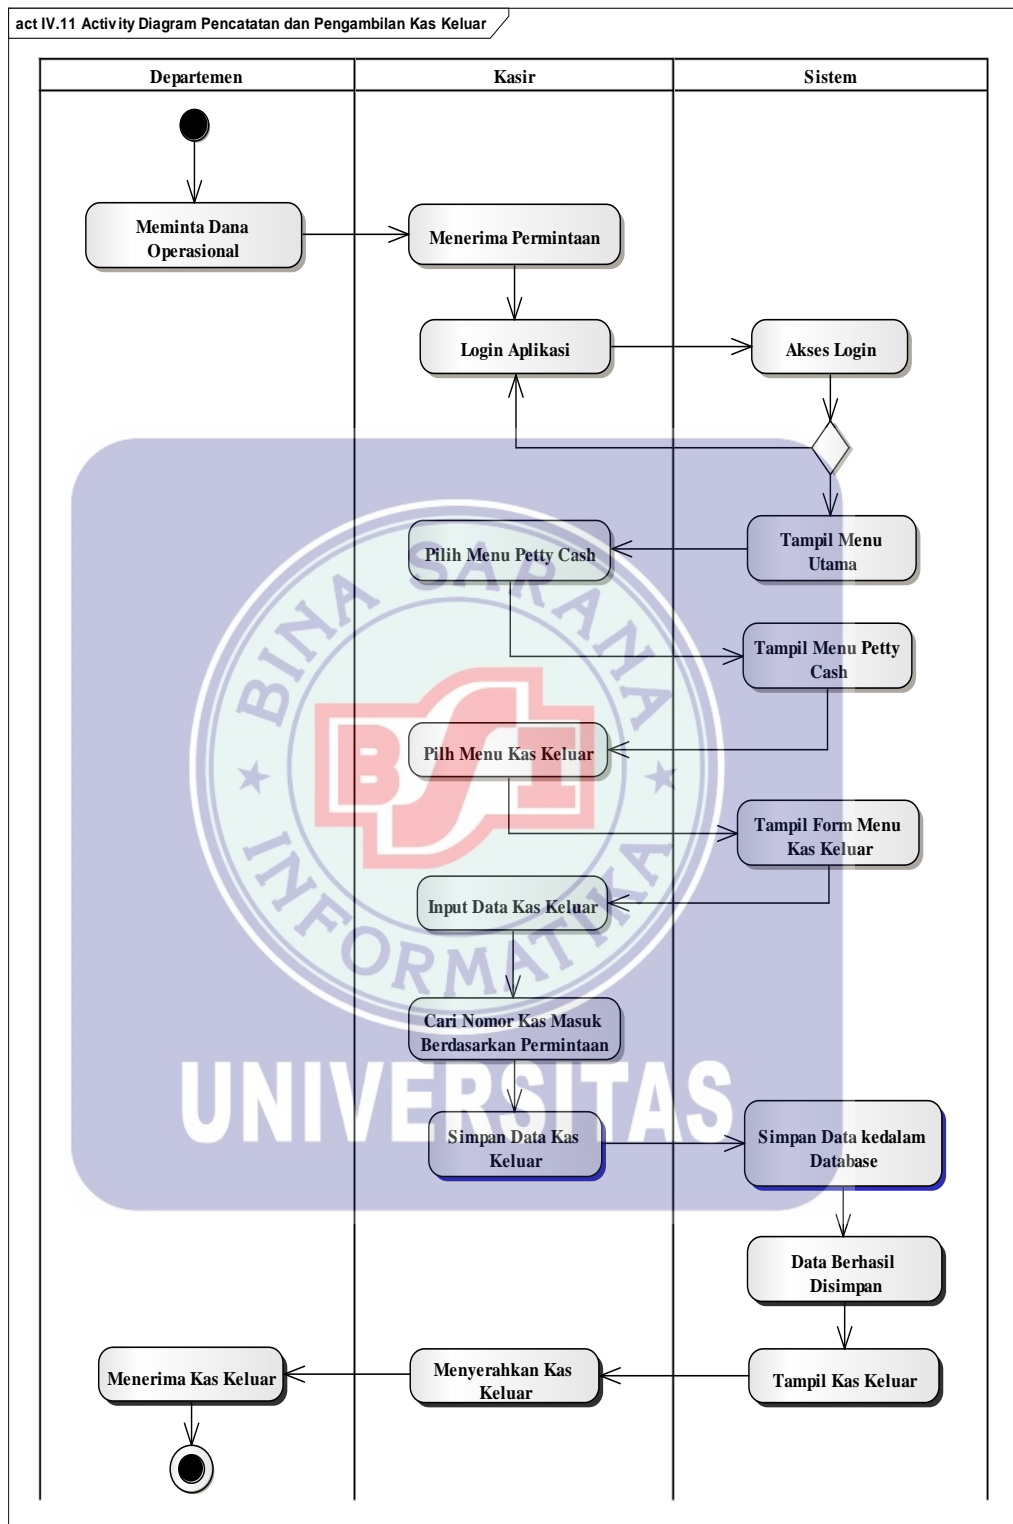 act IV.11 Activity Diagram Pencatatan dan Pengambilan Kas Keluar
Departemen
Kasir
Sistem
Meminta Dana
Operasional
Menerima Permintaan
Login Aplikasi
Akses Login
Tampil Menu
Utama
Pilih Menu Petty Cash
Tampil Menu Petty
Cash
Pilh Menu Kas Keluar
Tampil Form Menu
Kas Keluar
Input Data Kas Keluar
Cari Nomor Kas Masuk
Berdasarkan Permintaan
Simpan Data Kas
Keluar
Simpan Data kedalam
Database
Data Berhasil
Disimpan
Tampil Kas Keluar
Menyerahkan Kas
Keluar
Menerima Kas Keluar
BINA SARANA
BSI
INFORMATIKA
UNIVERSITAS